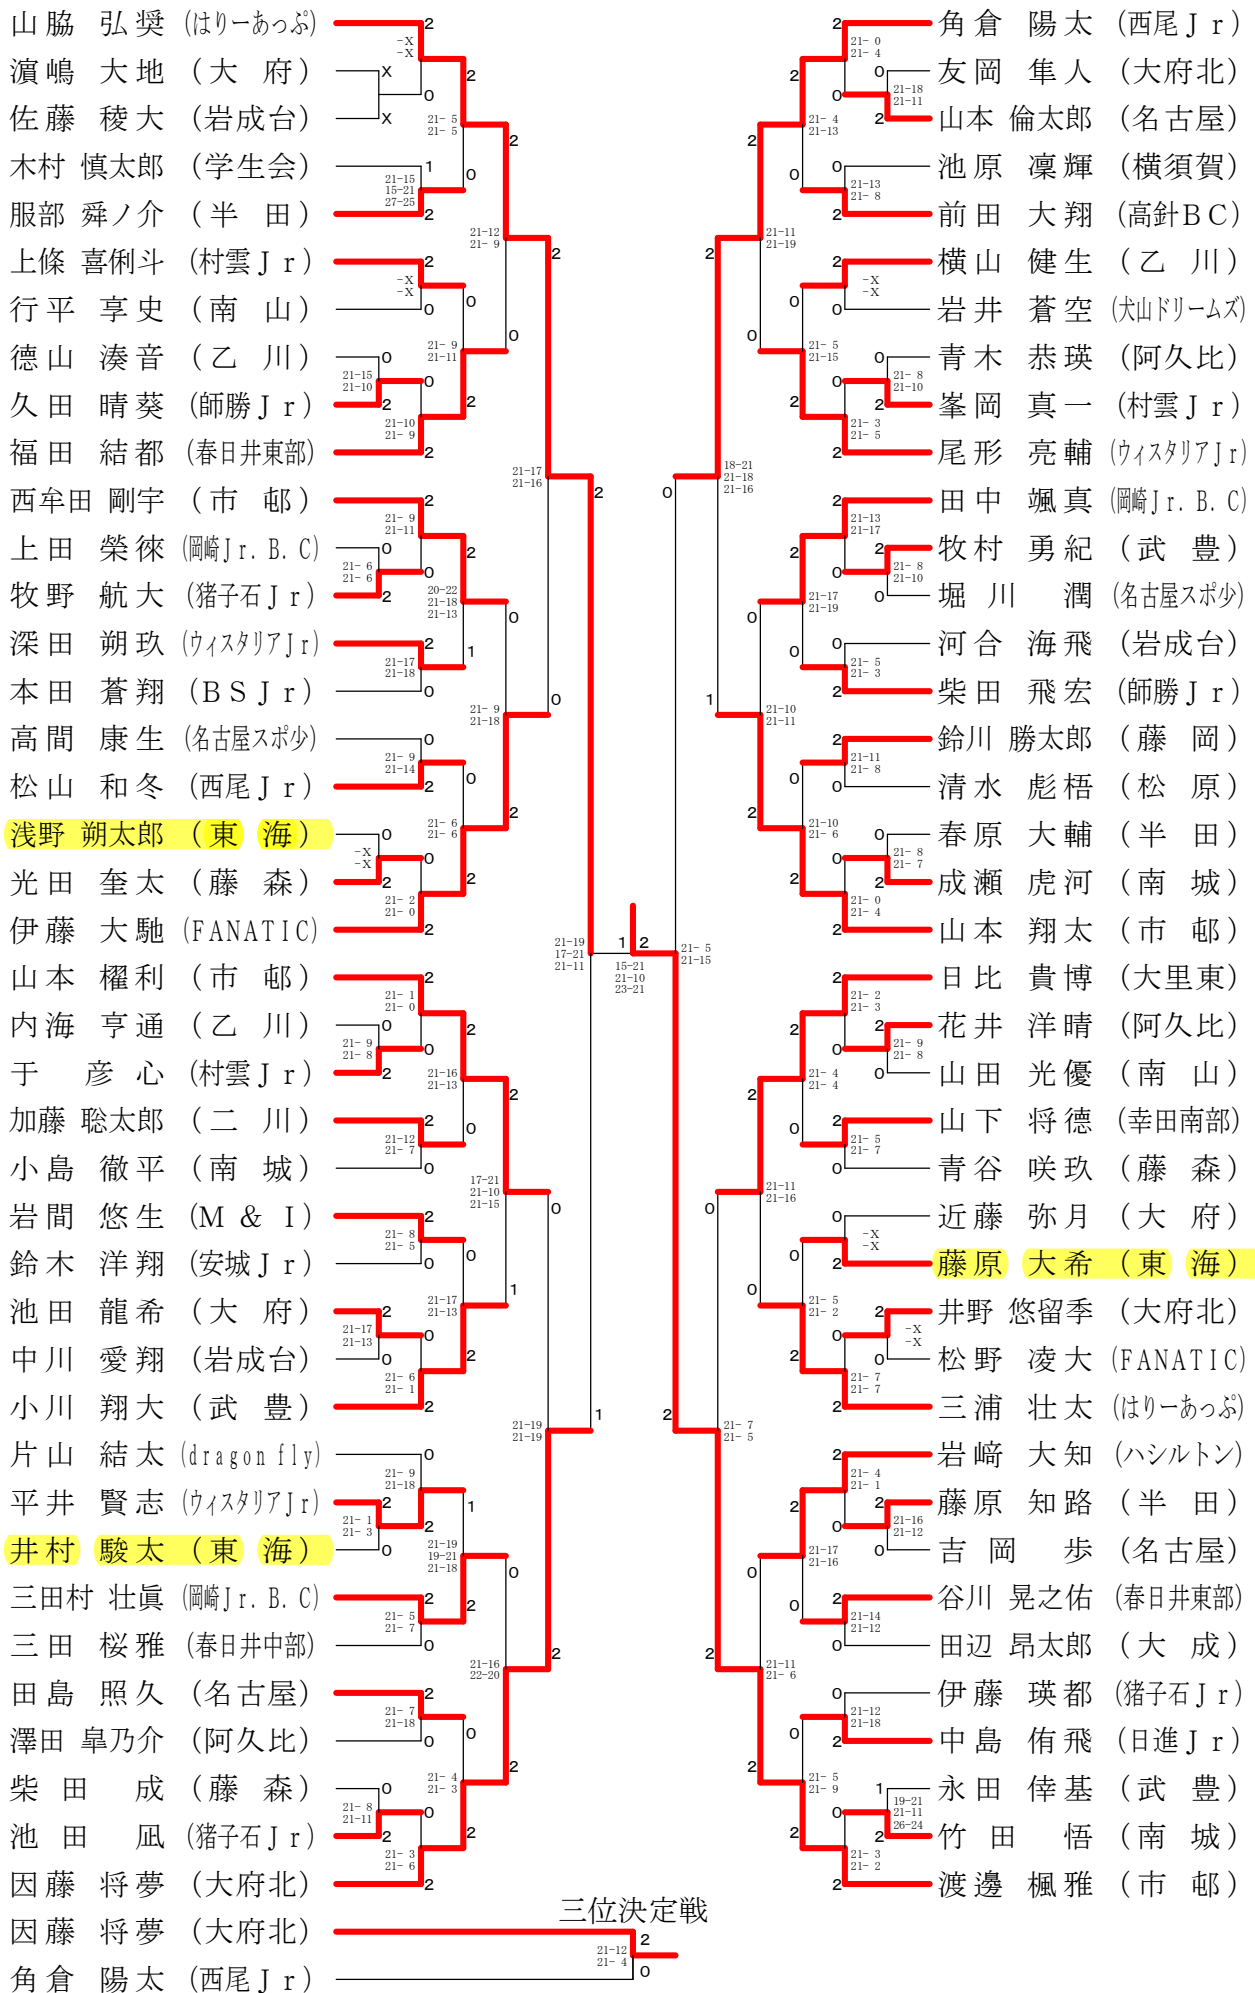 山脇 弘奨 (はりーあっぷ)
濵嶋 大地 (大 府)
佐藤 稜大 (岩成台)
木村 慎太郎 (学生会)
服部 舜ノ介 (半 田)
上條 喜俐斗 (村雲Ｊｒ)
行平 享史 (南 山)
德山 湊音 (乙 川)
久田 晴葵 (師勝Ｊｒ)
福田 結都 (春日井東部)
西牟田 剛宇 (市 邨)
上田 榮徠 (岡崎Jr. B. C)
牧野 航大 (猪子石Ｊｒ)
深田 朔玖 (ウィスタリアJr)
本田 蒼翔 (ＢＳＪｒ)
高間 康生 (名古屋スポ少)
松山 和冬 (西尾Ｊｒ)
浅野 朔太郎 (東 海)
光田 奎太 (藤 森)
伊藤 大馳 (FANATIC)
山本 櫂利 (市 邨)
内海 亨通 (乙 川)
于 彦心 (村雲Ｊｒ)
加藤 聡太郎 (二 川)
小島 徹平 (南 城)
岩間 悠生 (M & I)
鈴木 洋翔 (安城Ｊｒ)
池田 龍希 (大 府)
中川 愛翔 (岩成台)
小川 翔大 (武 豊)
片山 結太 (dragon fly)
平井 賢志 (ウィスタリアJr)
井村 駿太 (東 海)
三田村 壮眞 (岡崎Jr. B. C)
三田 桜雅 (春日井中部)
田島 照久 (名古屋)
澤田 皐乃介 (阿久比)
柴田 成 (藤 森)
池田 凪 (猪子石Ｊｒ)
因藤 将夢 (大府北)
角倉 陽太 (西尾Ｊｒ)
友岡 隼人 (大府北)
山本 倫太郎 (名古屋)
池原 凜輝 (横須賀)
前田 大翔 (高針ＢＣ)
横山 健生 (乙 川)
岩井 蒼空 (犬山ドリームズ)
青木 恭瑛 (阿久比)
峯岡 真一 (村雲Ｊｒ)
尾形 亮輔 (ウィスタリアJr)
田中 颯真 (岡崎Jr. B. C)
牧村 勇紀 (武 豊)
堀川 潤 (名古屋スポ少)
河合 海飛 (岩成台)
柴田 飛宏 (師勝Ｊｒ)
鈴川 勝太郎 (藤 岡)
清水 彪梧 (松 原)
春原 大輔 (半 田)
成瀬 虎河 (南 城)
山本 翔太 (市 邨)
日比 貴博 (大里東)
花井 洋晴 (阿久比)
山田 光優 (南 山)
山下 将德 (幸田南部)
青谷 咲玖 (藤 森)
近藤 弥月 (大 府)
藤原 大希 (東 海)
井野 悠留季 (大府北)
松野 凌大 (FANATIC)
三浦 壮太 (はりーあっぷ)
岩﨑 大知 (ハシルトン)
藤原 知路 (半 田)
吉岡 歩 (名古屋)
谷川 晃之佑 (春日井東部)
田辺 昂太郎 (大 成)
伊藤 瑛都 (猪子石Ｊｒ)
中島 侑飛 (日進Ｊｒ)
永田 倖基 (武 豊)
竹田 悟 (南 城)
渡邊 楓雅 (市 邨)
21-19
17-21
21-11
1 2
15-21
21-10
23-21
21- 5
21-15
三位決定戦
因藤 将夢 (大府北)
2
21-12
21- 4
角倉 陽太 (西尾Ｊｒ)
0